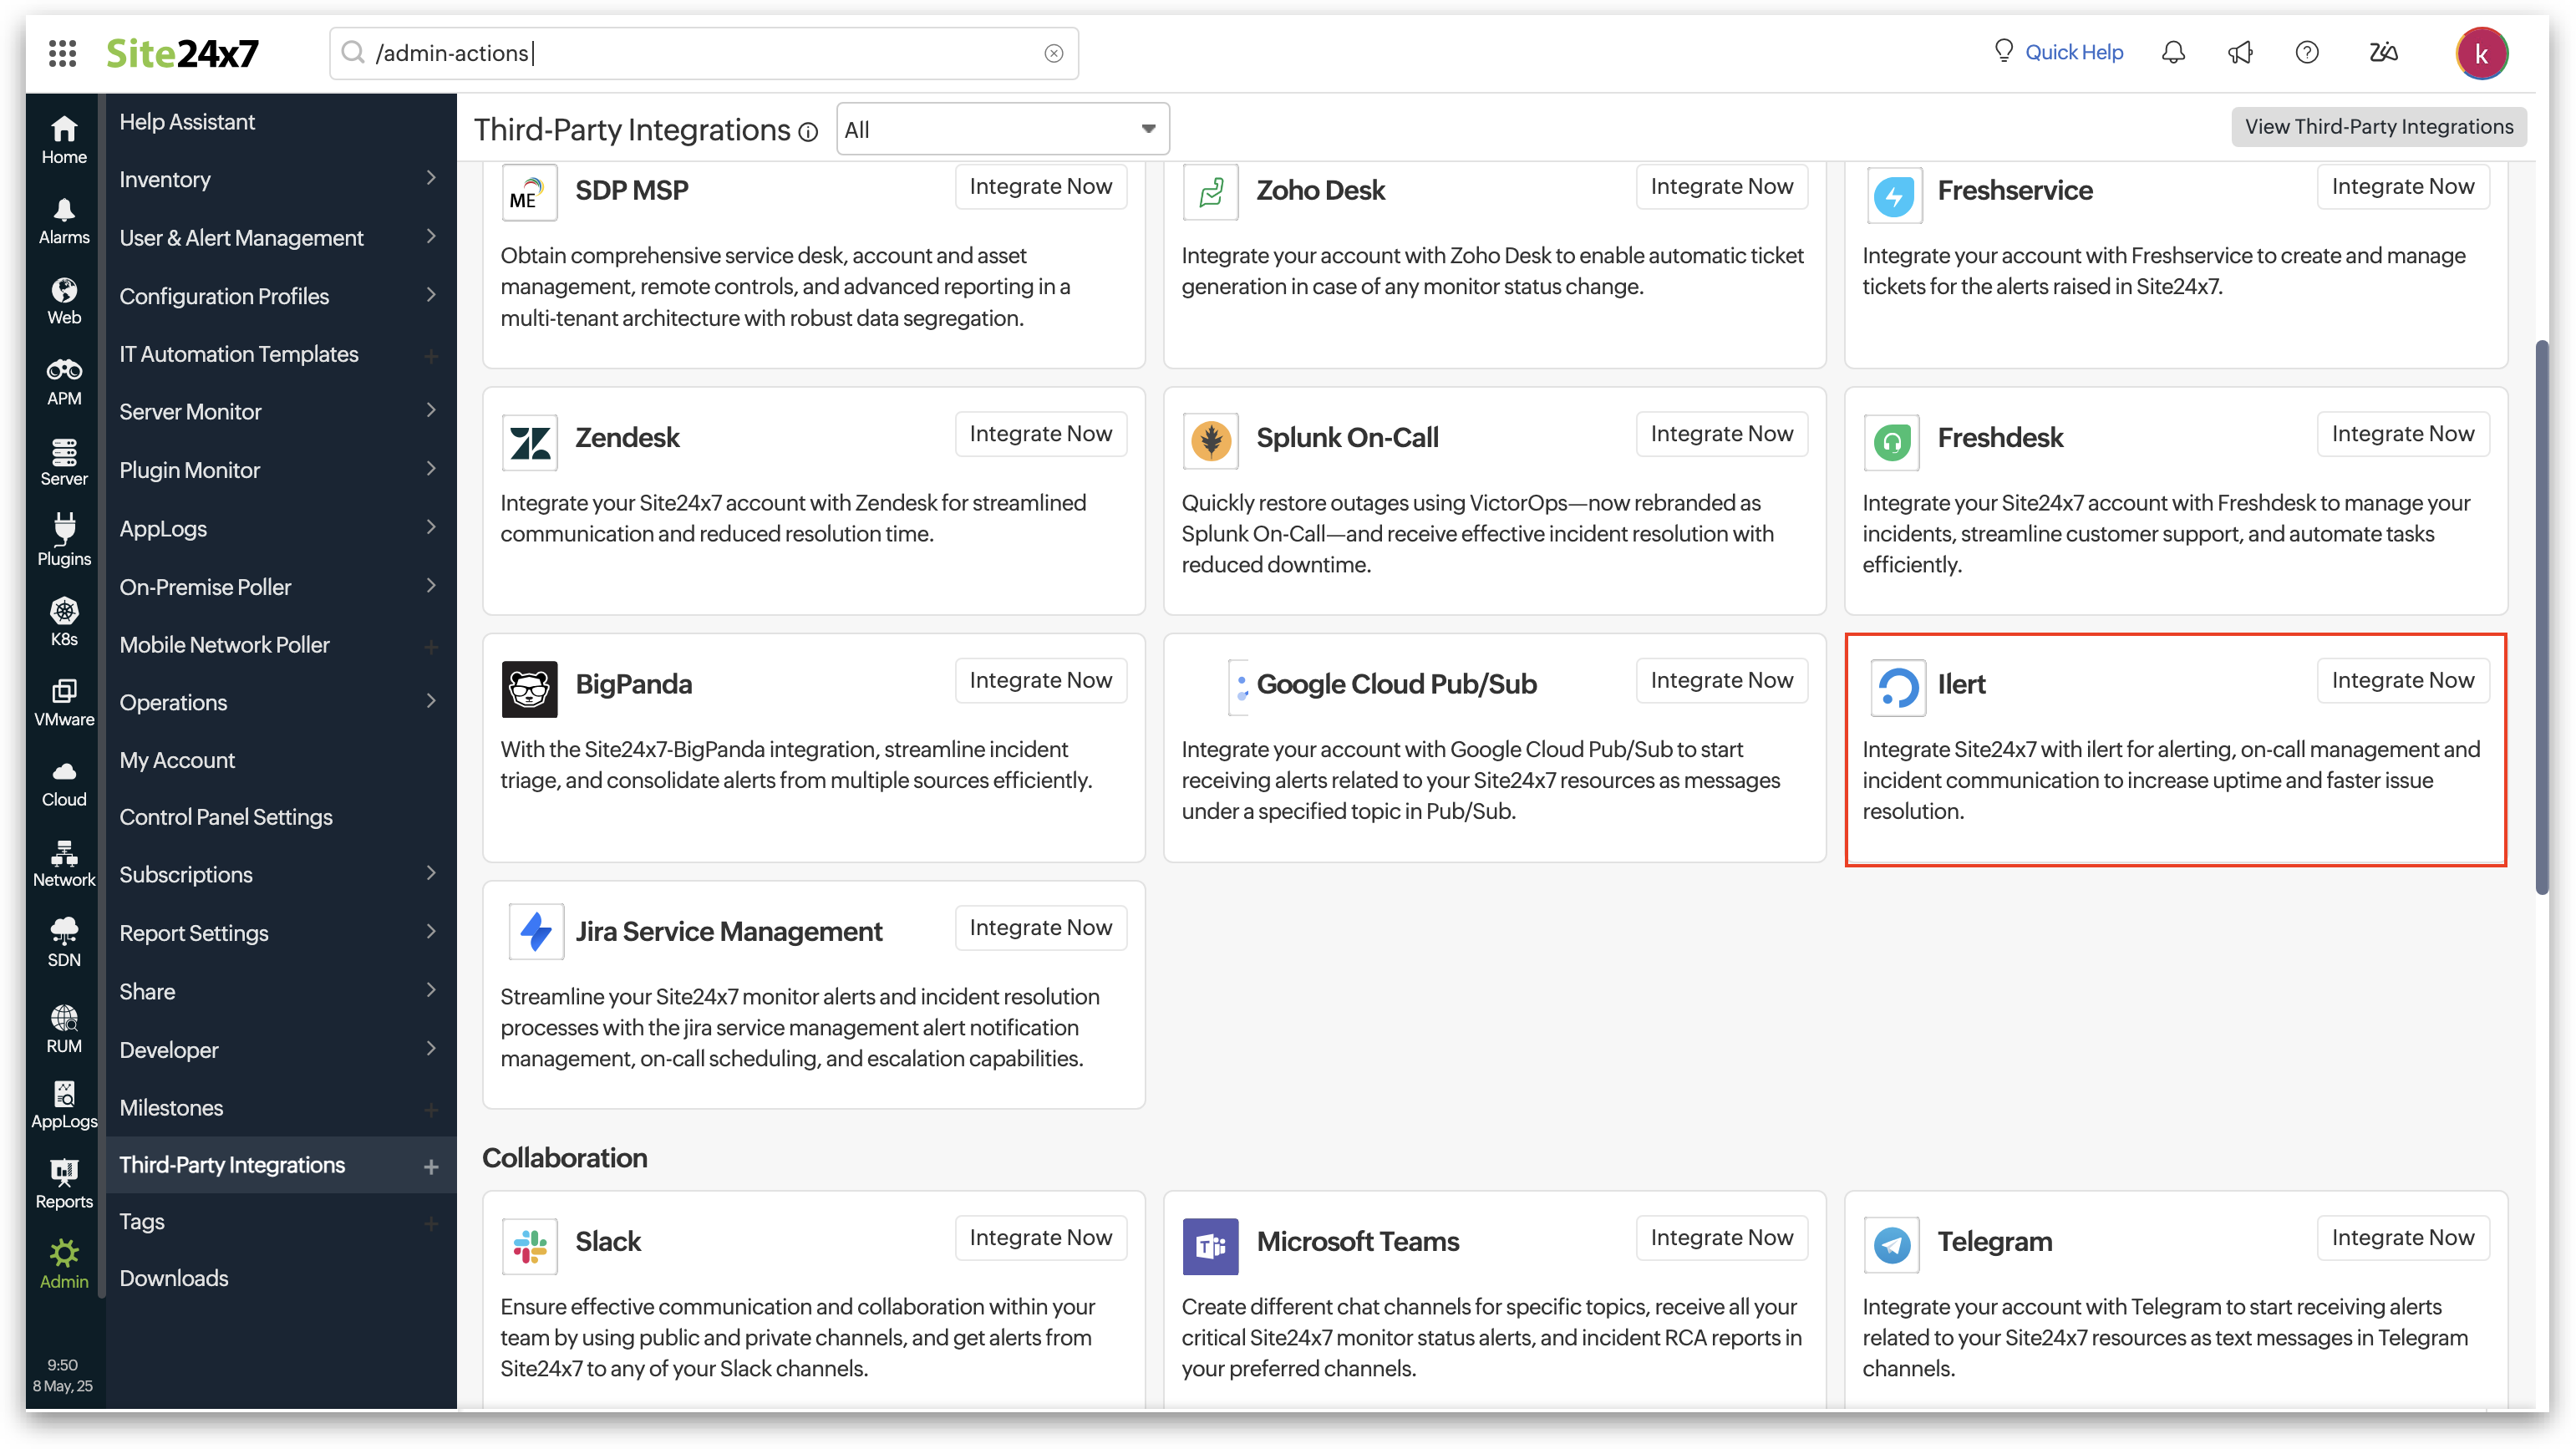 Site24x7
/admin-actions
Quick Help
Zia
k
Home
Alarms
Web
APM
Server
Plugins
K8s
VMware
Cloud
Network
SDN
RUM
AppLogs
Reports
Admin
9:50
8 May, 25
Help Assistant
Inventory
User & Alert Management
Configuration Profiles
IT Automation Templates
Server Monitor
Plugin Monitor
AppLogs
On-Premise Poller
Mobile Network Poller
Operations
My Account
Control Panel Settings
Subscriptions
Report Settings
Share
Developer
Milestones
Third-Party Integrations
Tags
Downloads
Third-Party Integrations
All
View Third-Party Integrations
ME
SDP MSP
Integrate Now
Obtain comprehensive service desk, account and asset
management, remote controls, and advanced reporting in a
multi-tenant architecture with robust data segregation.
Zoho Desk
Integrate Now
Integrate your account with Zoho Desk to enable automatic ticket
generation in case of any monitor status change.
Freshservice
Integrate Now
Integrate your account with Freshservice to create and manage
tickets for the alerts raised in Site24x7.
Zendesk
Integrate Now
Integrate your Site24x7 account with Zendesk for streamlined
communication and reduced resolution time.
Splunk On-Call
Integrate Now
Quickly restore outages using VictorOps—now rebranded as
Splunk On-Call—and receive effective incident resolution with
reduced downtime.
Freshdesk
Integrate Now
Integrate your Site24x7 account with Freshdesk to manage your
incidents, streamline customer support, and automate tasks
efficiently.
BigPanda
Integrate Now
With the Site24x7-BigPanda integration, streamline incident
triage, and consolidate alerts from multiple sources efficiently.
Google Cloud Pub/Sub
Integrate Now
Integrate your account with Google Cloud Pub/Sub to start
receiving alerts related to your Site24x7 resources as messages
under a specified topic in Pub/Sub.
Ilert
Integrate Now
Integrate Site24x7 with ilert for alerting, on-call management and
incident communication to increase uptime and faster issue
resolution.
Jira Service Management
Integrate Now
Streamline your Site24x7 monitor alerts and incident resolution
processes with the jira service management alert notification
management, on-call scheduling, and escalation capabilities.
Collaboration
Slack
Integrate Now
Ensure effective communication and collaboration within your
team by using public and private channels, and get alerts from
Site24x7 to any of your Slack channels.
Microsoft Teams
Integrate Now
Create different chat channels for specific topics, receive all your
critical Site24x7 monitor status alerts, and incident RCA reports in
your preferred channels.
Telegram
Integrate Now
Integrate your account with Telegram to start receiving alerts
related to your Site24x7 resources as text messages in Telegram
channels.